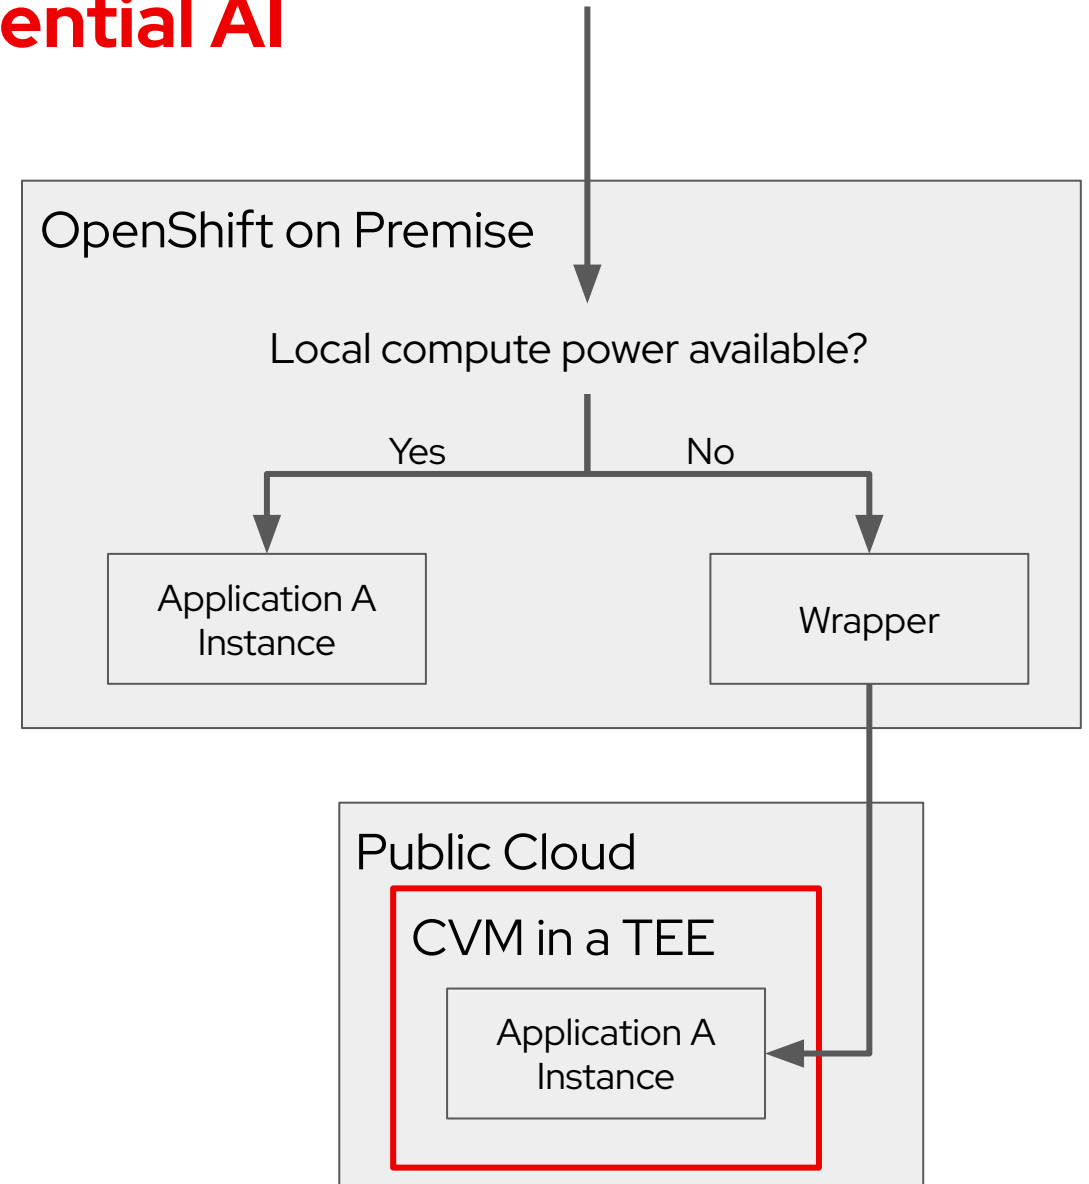 ential AI
OpenShift on Premise
Local compute power available?
Yes
No
Application A
Instance
Wrapper
Public Cloud
CVM in a TEE
Application A
Instance